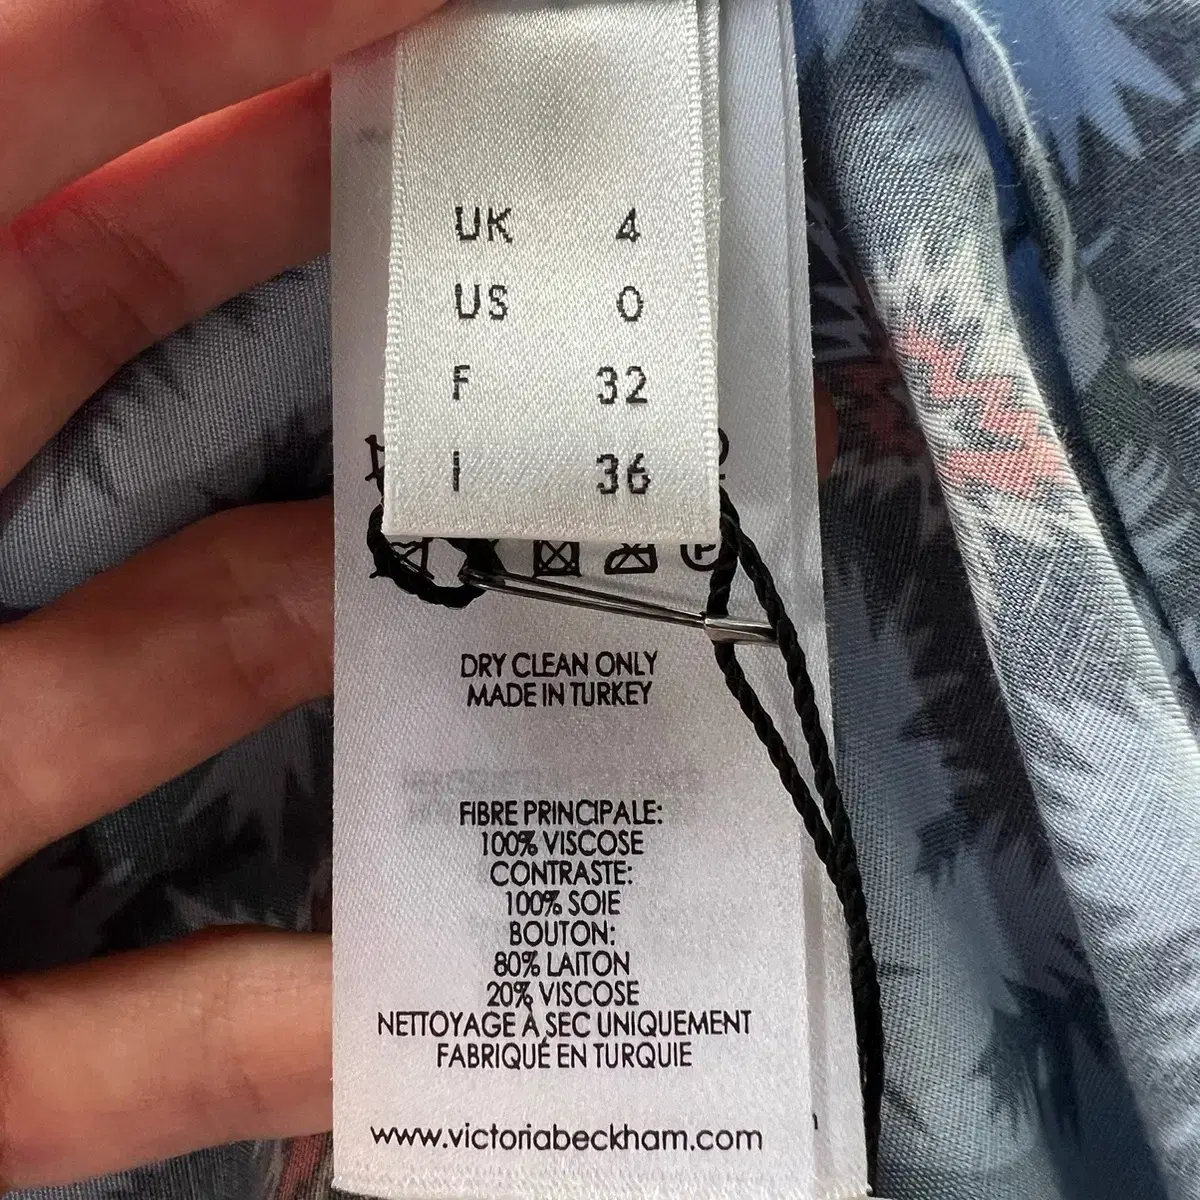 UK 4
US 0
F 32
I 36
DRY CLEAN ONLY
MADE IN TURKEY
FIBRE PRINCIPALE:
100% VISCOSE
CONTRASTE:
100% SOIE
BOUTON:
80% LAITON
20% VISCOSE
NETTOYAGE À SEC UNIQUEMENT
FABRIQUÉ EN TURQUIE
www.victoriabeckham.com